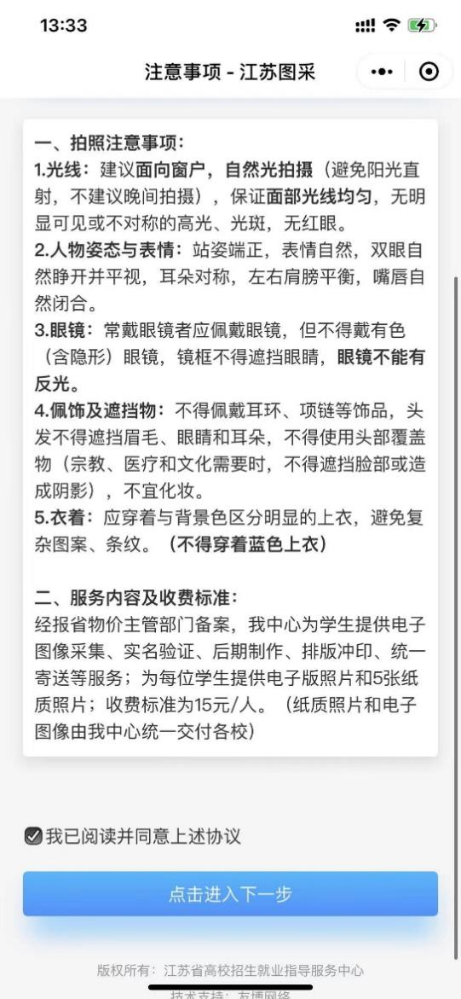 13:33
注意事项 - 江苏图采
一、拍照注意事项：
1.光线：建议面向窗户，自然光拍摄（避免阳光直
射，不建议晚间拍摄），保证面部光线均匀，无明
显可见或不对称的高光、光斑，无红眼。
2.人物姿态与表情：站姿端正，表情自然，双眼自
然睁开并平视，耳朵对称，左右肩膀平衡，嘴唇自
然闭合。
3.眼镜：常戴眼镜者应佩戴眼镜，但不得戴有色
（含隐形）眼镜，镜框不得遮挡眼睛，眼镜不能有
反光。
4.佩饰及遮挡物：不得佩戴耳环、项链等饰品，头
发不得遮挡眉毛、眼睛和耳朵，不得使用头部覆盖
物（宗教、医疗和文化需要时，不得遮挡脸部或造
成阴影），不宜化妆。
5.衣着：应穿着与背景色区分明显的上衣，避免复
杂图案、条纹。（不得穿着蓝色上衣）
二、服务内容及收费标准：
经报省物价主管部门备案，我中心为学生提供电子
图像采集、实名验证、后期制作、排版冲印、统一
寄送等服务；为每位学生提供电子版照片和5张纸
质照片；收费标准为15元/人。（纸质照片和电子
图像由我中心统一交付各校）
我已阅读并同意上述协议
点击进入下一步
版权所有：江苏省高校招生就业指导服务中心
技术支持：友博网络